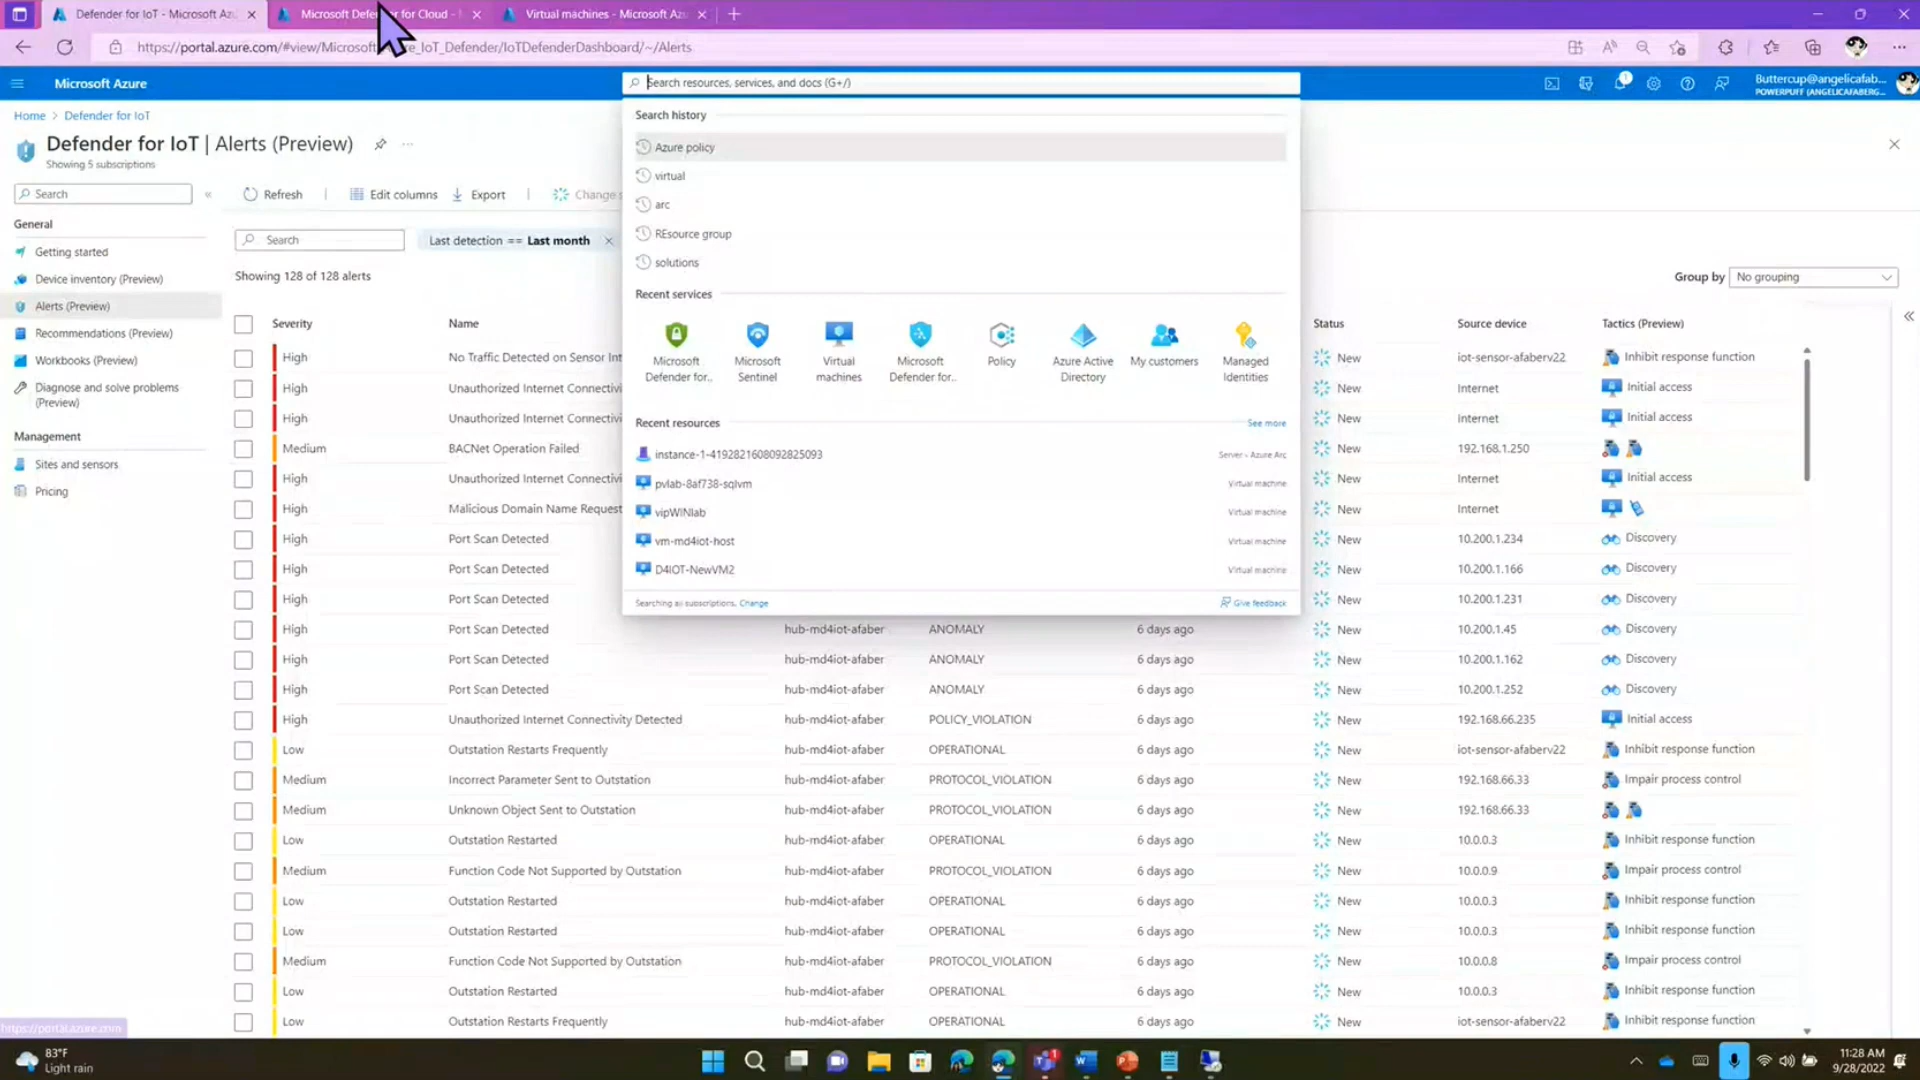 Defender for IoT - Microsoft Az
Microsoft Defender for Cloud -
Virtual machines - Microsoft Az
https://portal.azure.com/#view/Microsoft_Azure_IoT_Defender/IoTDefenderDashboard/~/Alerts
Microsoft Azure
Search resources, services, and docs (G+/)
1
Buttercup@angelicafab...
POWERPUFF (ANGELICAFABERG...
Home > Defender for IoT
Defender for IoT | Alerts (Preview)
Showing 5 subscriptions
Search
General
Getting started
Device inventory (Preview)
Alerts (Preview)
Recommendations (Preview)
Workbooks (Preview)
Diagnose and solve problems
(Preview)
Management
Sites and sensors
Pricing
Refresh
Edit columns
Export
Change s
Search
Last detection == Last month
Showing 128 of 128 alerts
Group by No grouping
Search history
Azure policy
virtual
arc
REsource group
solutions
Recent services
Microsoft Defender for..
Microsoft Sentinel
Virtual machines
Microsoft Defender for..
Policy
Azure Active Directory
My customers
Managed Identities
Recent resources See more
instance-1-4192821608092825093 Server - Azure Arc
pvlab-8af738-sqlvm Virtual machine
vipWINlab Virtual machine
vm-md4iot-host Virtual machine
D4IOT-NewVM2 Virtual machine
Searching all subscriptions. Change Give feedback
Severity Name Status Source device Tactics (Preview)
High No Traffic Detected on Sensor Int New iot-sensor-afaberv22 Inhibit response function
High Unauthorized Internet Connectivi New Internet Initial access
High Unauthorized Internet Connectivi New Internet Initial access
Medium BACNet Operation Failed New 192.168.1.250
High Unauthorized Internet Connectivi New Internet Initial access
High Malicious Domain Name Request New Internet
High Port Scan Detected New 10.200.1.234 Discovery
High Port Scan Detected New 10.200.1.166 Discovery
High Port Scan Detected New 10.200.1.231 Discovery
High Port Scan Detected hub-md4iot-afaber ANOMALY 6 days ago New 10.200.1.45 Discovery
High Port Scan Detected hub-md4iot-afaber ANOMALY 6 days ago New 10.200.1.162 Discovery
High Port Scan Detected hub-md4iot-afaber ANOMALY 6 days ago New 10.200.1.252 Discovery
High Unauthorized Internet Connectivity Detected hub-md4iot-afaber POLICY_VIOLATION 6 days ago New 192.168.66.235 Initial access
Low Outstation Restarts Frequently hub-md4iot-afaber OPERATIONAL 6 days ago New iot-sensor-afaberv22 Inhibit response function
Medium Incorrect Parameter Sent to Outstation hub-md4iot-afaber PROTOCOL_VIOLATION 6 days ago New 192.168.66.33 Impair process control
Medium Unknown Object Sent to Outstation hub-md4iot-afaber PROTOCOL_VIOLATION 6 days ago New 192.168.66.33
Low Outstation Restarted hub-md4iot-afaber OPERATIONAL 6 days ago New 10.0.0.3 Inhibit response function
Medium Function Code Not Supported by Outstation hub-md4iot-afaber PROTOCOL_VIOLATION 6 days ago New 10.0.0.9 Impair process control
Low Outstation Restarted hub-md4iot-afaber OPERATIONAL 6 days ago New 10.0.0.3 Inhibit response function
Low Outstation Restarted hub-md4iot-afaber OPERATIONAL 6 days ago New 10.0.0.3 Inhibit response function
Medium Function Code Not Supported by Outstation hub-md4iot-afaber PROTOCOL_VIOLATION 6 days ago New 10.0.0.8 Impair process control
Low Outstation Restarted hub-md4iot-afaber OPERATIONAL 6 days ago New 10.0.0.3 Inhibit response function
Low Outstation Restarts Frequently hub-md4iot-afaber OPERATIONAL 6 days ago New iot-sensor-afaberv22 Inhibit response function
https://portal.azure.com
83°F
Light rain
1
11:28 AM
9/28/2022